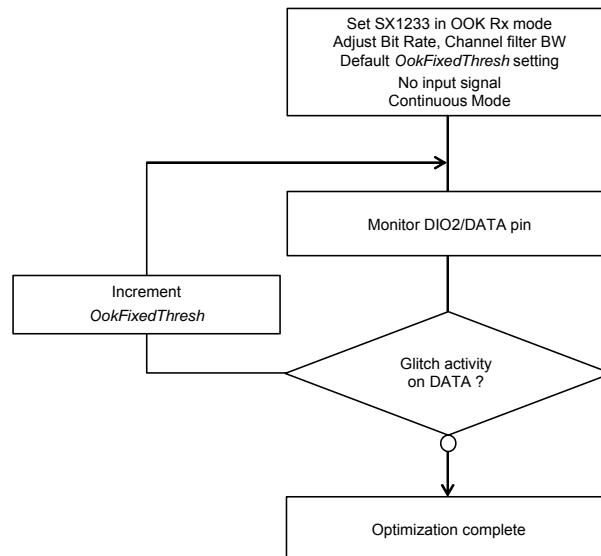 Set SX1233 in OOK Rx mode
Adjust Bit Rate, Channel filter BW
Default OokFixedThresh setting
No input signal
Continuous Mode
Monitor DIO2/DATA pin
Increment
OokFixedThresh
Glitch activity
on DATA ?
Optimization complete